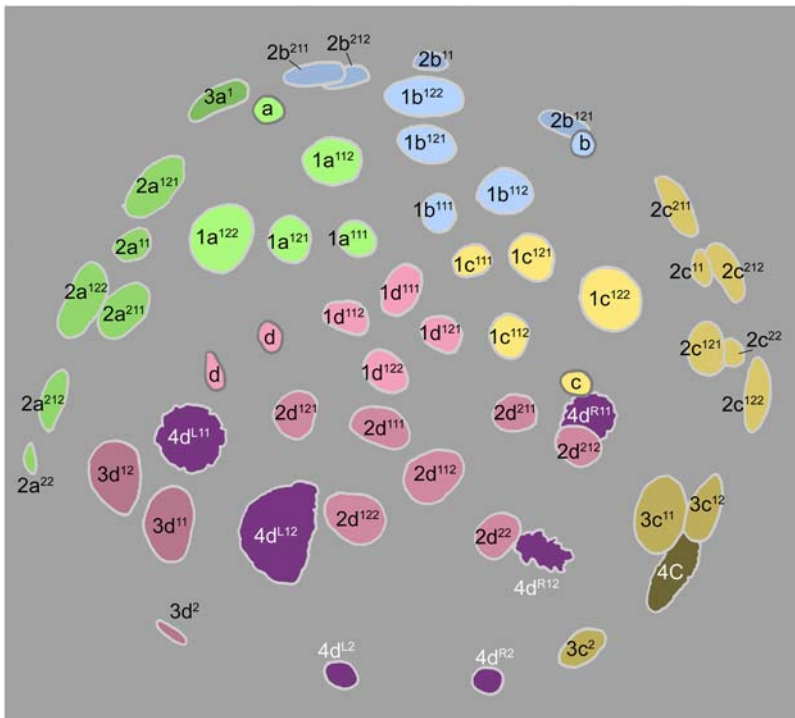 2b²¹¹
2b²¹²
2b¹¹
3a¹
a
1b¹²²
2b¹²¹
b
1b¹²¹
1a¹¹²
2a¹²¹
1b¹¹²
1b¹¹¹
2c²¹¹
2a¹¹
1a¹²²
1a¹²¹
1a¹¹¹
1c¹¹¹
1c¹²¹
2c¹¹
2c²¹²
2a¹²²
2a²¹¹
1d¹¹¹
1c¹²²
1d¹¹²
1d¹²¹
1c¹¹²
d
2c¹²¹
2c²²
d
1d¹²²
c
2c¹²²
2a²¹²
4dᴸ¹¹
2d¹²¹
2d¹¹¹
2d²¹¹
4dᴿ¹¹
2d²¹²
2a²²
3d¹²
2d¹¹²
3d¹¹
4dᴸ¹²
2d¹²²
2d²²
3c¹¹
3c¹²
4C
4dᴿ¹²
3d²
4dᴸ²
4dᴿ²
3c²